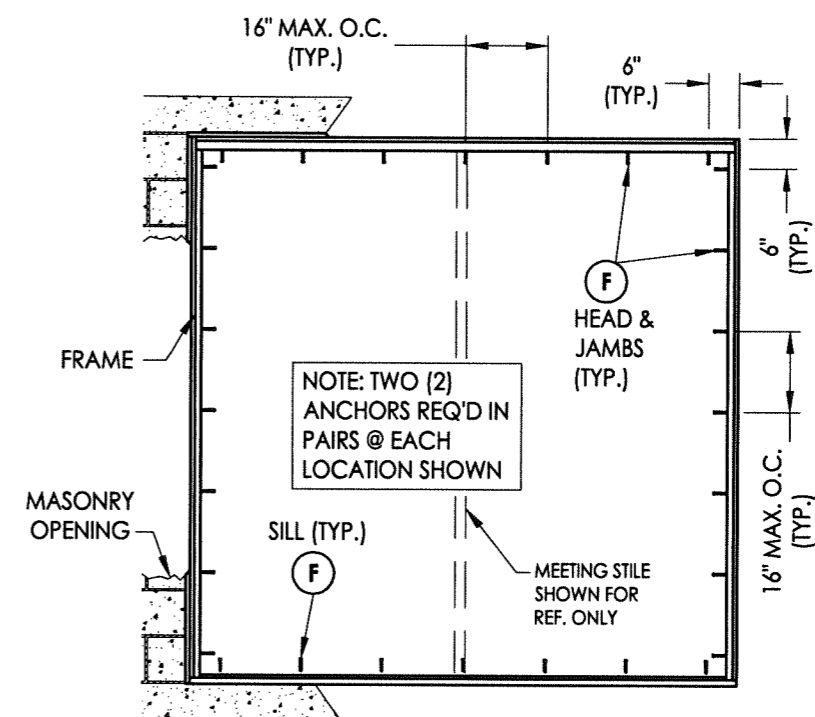 16" MAX. O.C.
(TYP.)
6"
(TYP.)
6"
(TYP.)
F
HEAD &
JAMBS
(TYP.)
FRAME
NOTE: TWO (2)
ANCHORS REQ'D IN
PAIRS @ EACH
LOCATION SHOWN
16" MAX. O.C.
(TYP.)
MASONRY
OPENING
SILL (TYP.)
F
MEETING STILE
SHOWN FOR
REF. ONLY